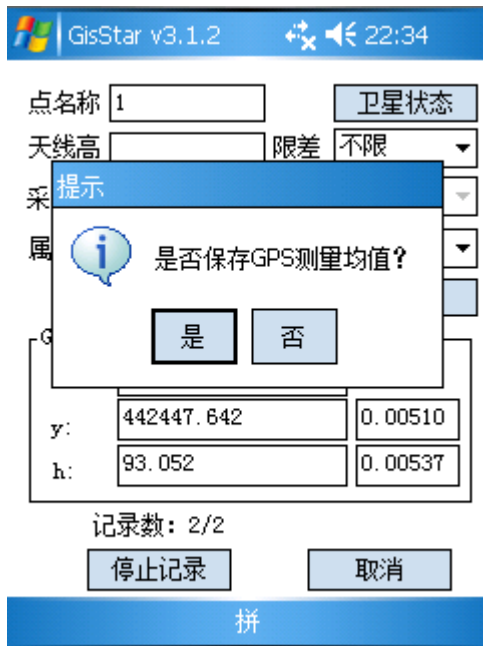 GisStar v3.1.2 22:34
点名称 1 卫星状态
天线高 限差 不限
采
提示
属
是否保存GPS测量均值?
是 否
G
y: 442447.642 0.00510
h: 93.052 0.00537
记录数: 2/2
停止记录 取消
拼